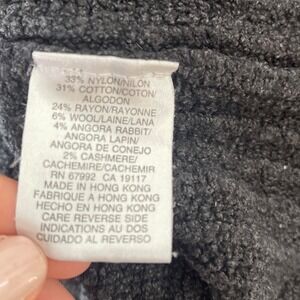 33% NYLON/NILON
31% COTTON/COTON/
ALGODON
24% RAYON/RAYONNE
6% WOOL/LAINE/LANA
4% ANGORA RABBIT/
ANGORA LAPIN/
ANGORA DE CONEJO
2% CASHMERE/
CACHEMIRE/CACHEMIR
RN 67992 CA 19117
MADE IN HONG KONG
FABRIQUE A HONG KONG
HECHO EN HONG KONG
CARE REVERSE SIDE
INDICATIONS AU DOS
CUIDADO AL REVERSO